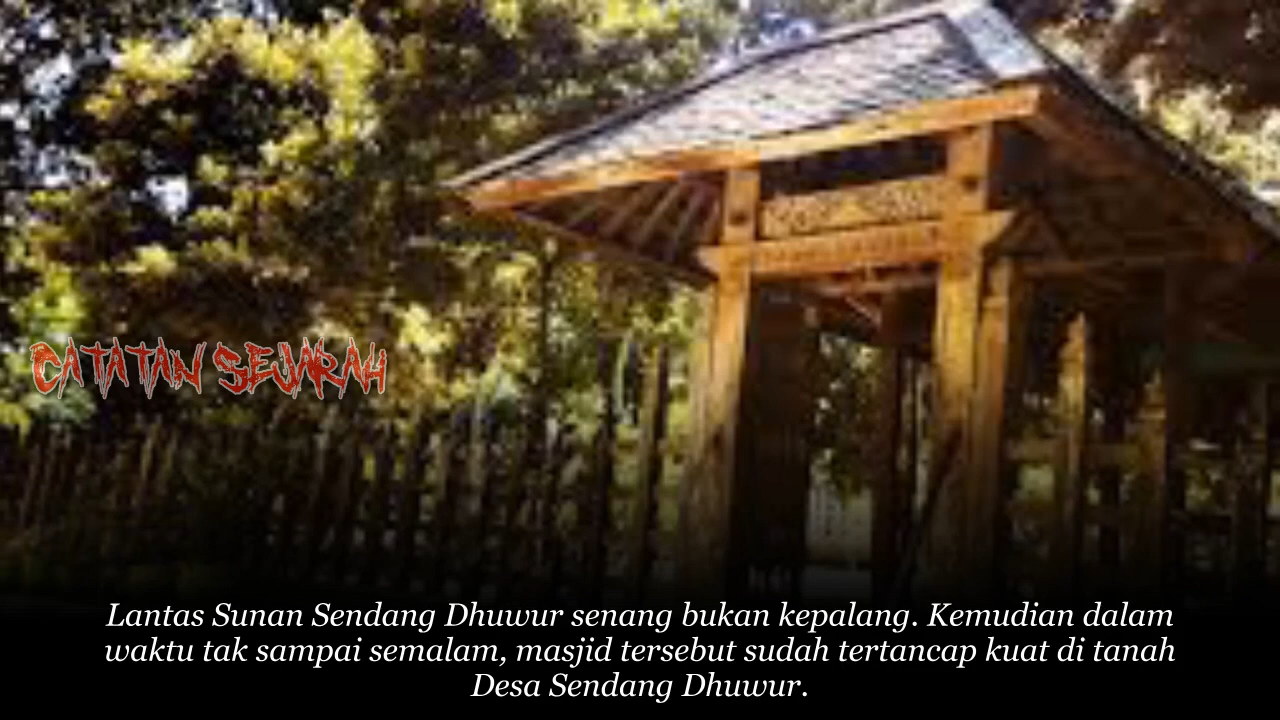 CATATAN SEJARAH
Lantas Sunan Sendang Dhuwur senang bukan kepalang. Kemudian dalam
waktu tak sampai semalam, masjid tersebut sudah tertancap kuat di tanah
Desa Sendang Dhuwur.